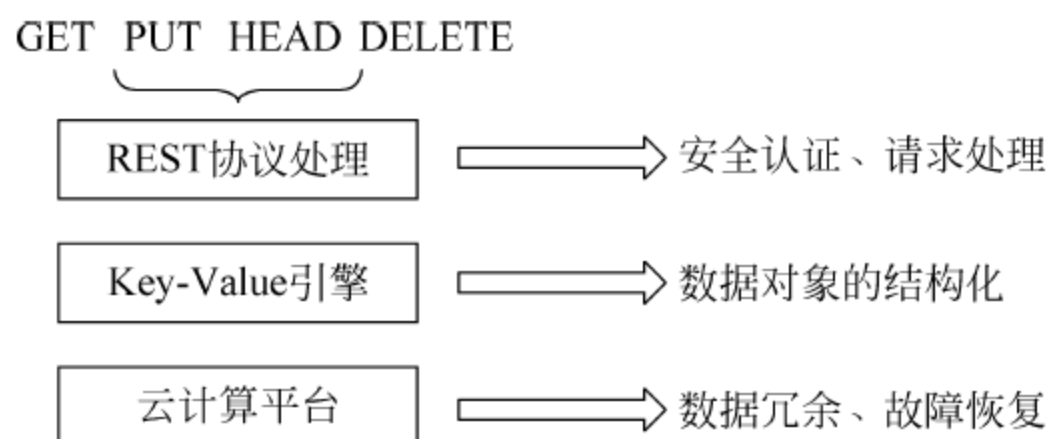 GET PUT HEAD DELETE
REST协议处理
安全认证、请求处理
Key-Value引擎
数据对象的结构化
云计算平台
数据冗余、故障恢复